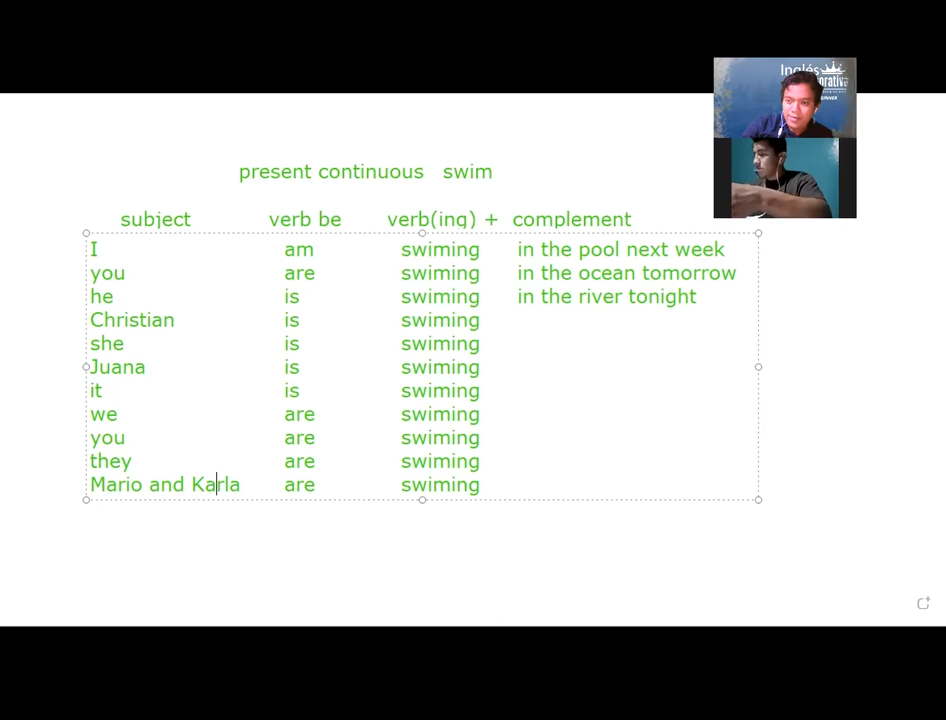 Inglés
present continuous swim
subject verb be verb(ing) + complement
I am swiming in the pool next week
you are swiming in the ocean tomorrow
he is swiming in the river tonight
Christian is swiming
she is swiming
Juana is swiming
it is swiming
we are swiming
you are swiming
they are swiming
Mario and Karla are swiming